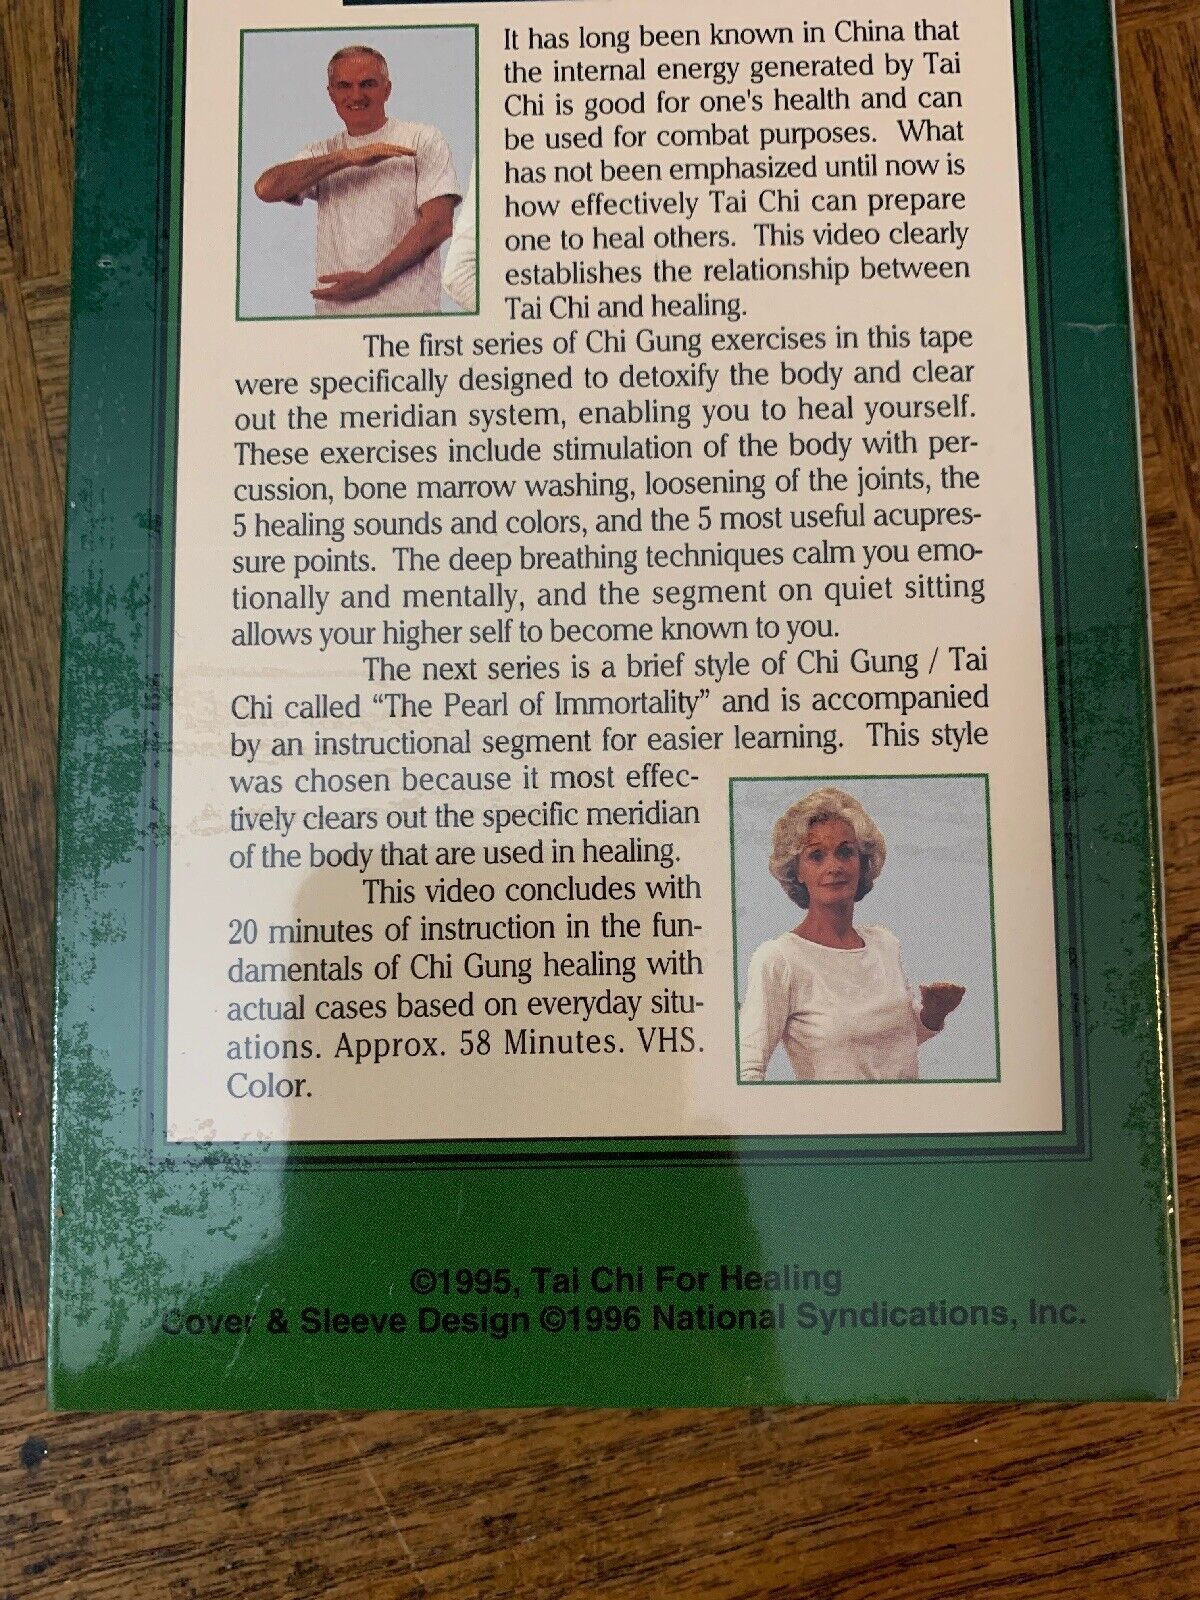 It has long been known in China that
the internal energy generated by Tai
Chi is good for one's health and can
be used for combat purposes. What
has not been emphasized until now is
how effectively Tai Chi can prepare
one to heal others. This video clearly
establishes the relationship between
Tai Chi and healing.
The first series of Chi Gung exercises in this tape
were specifically designed to detoxify the body and clear
out the meridian system, enabling you to heal yourself.
These exercises include stimulation of the body with per-
cussion, bone marrow washing, loosening of the joints, the
5 healing sounds and colors, and the 5 most useful acupres-
sure points. The deep breathing techniques calm you emo-
tionally and mentally, and the segment on quiet sitting
allows your higher self to become known to you.
The next series is a brief style of Chi Gung / Tai
Chi called “The Pearl of Immortality” and is accompanied
by an instructional segment for easier learning. This style
was chosen because it most effec-
tively clears out the specific meridian
of the body that are used in healing.
This video concludes with
20 minutes of instruction in the fun-
damentals of Chi Gung healing with
actual cases based on everyday situ-
ations. Approx. 58 Minutes. VHS.
Color.
©1995, Tai Chi For Healing
Cover & Sleeve Design ©1996 National Syndications, Inc.